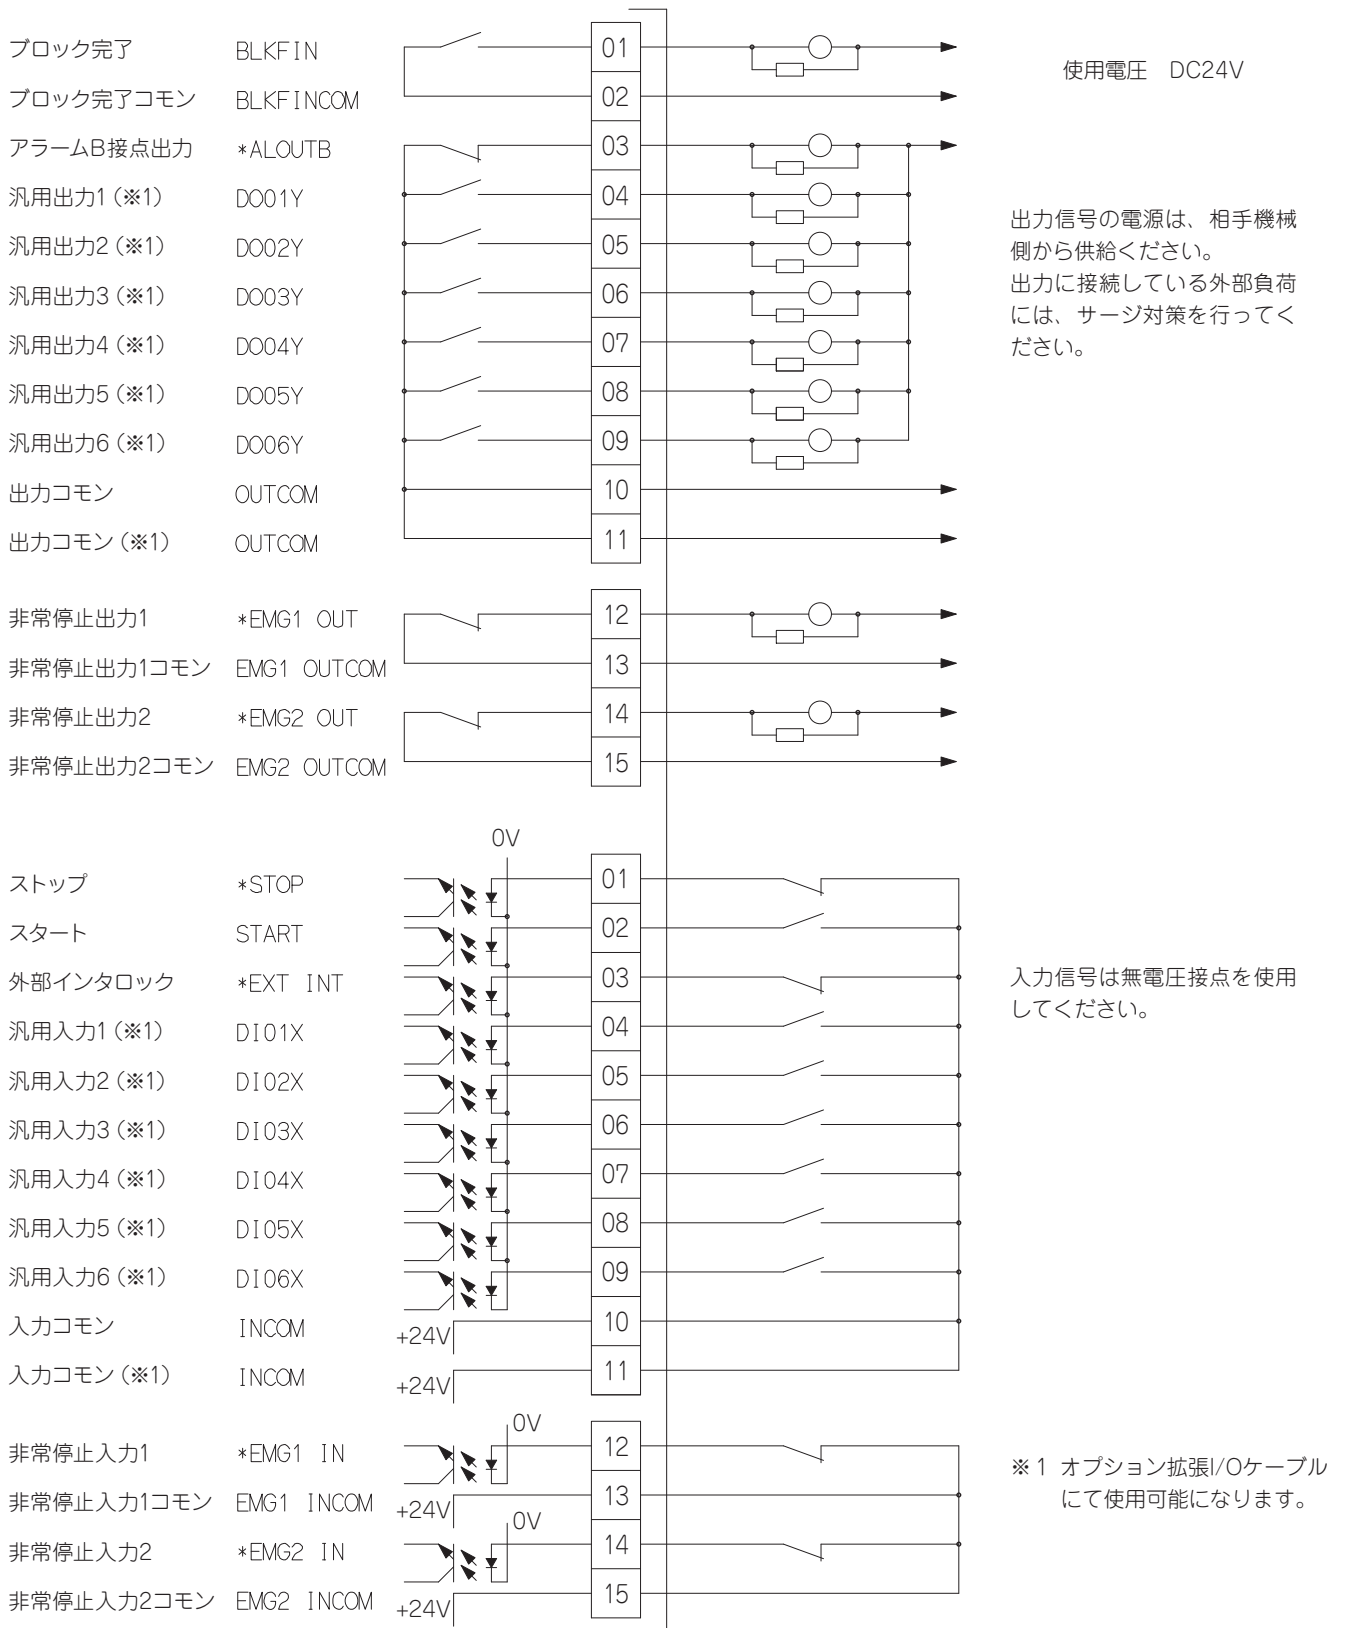 ブロック完了 BLKFIN 01
使用電圧 DC24V
ブロック完了コモン BLKFINCOM 02
アラームB接点出力 *ALOUTB 03
汎用出力1(※1) DO01Y 04
汎用出力2(※1) DO02Y 05
汎用出力3(※1) DO03Y 06
汎用出力4(※1) DO04Y 07
汎用出力5(※1) DO05Y 08
汎用出力6(※1) DO06Y 09
出力コモン OUTCOM 10
出力コモン(※1) OUTCOM 11
出力信号の電源は、相手機械
側から供給ください。
出力に接続している外部負荷
には、サージ対策を行ってく
ださい。
非常停止出力1 *EMG1 OUT 12
非常停止出力1コモン EMG1 OUTCOM 13
非常停止出力2 *EMG2 OUT 14
非常停止出力2コモン EMG2 OUTCOM 15
0V
ストップ *STOP 01
スタート START 02
外部インタロック *EXT INT 03
汎用入力1(※1) DI01X 04
汎用入力2(※1) DI02X 05
汎用入力3(※1) DI03X 06
汎用入力4(※1) DI04X 07
汎用入力5(※1) DI05X 08
汎用入力6(※1) DI06X 09
入力コモン INCOM +24V 10
入力コモン(※1) INCOM +24V 11
入力信号は無電圧接点を使用
してください。
0V
非常停止入力1 *EMG1 IN 12
非常停止入力1コモン EMG1 INCOM +24V 13
0V
非常停止入力2 *EMG2 IN 14
非常停止入力2コモン EMG2 INCOM +24V 15
※1 オプション拡張I/Oケーブル
にて使用可能になります。